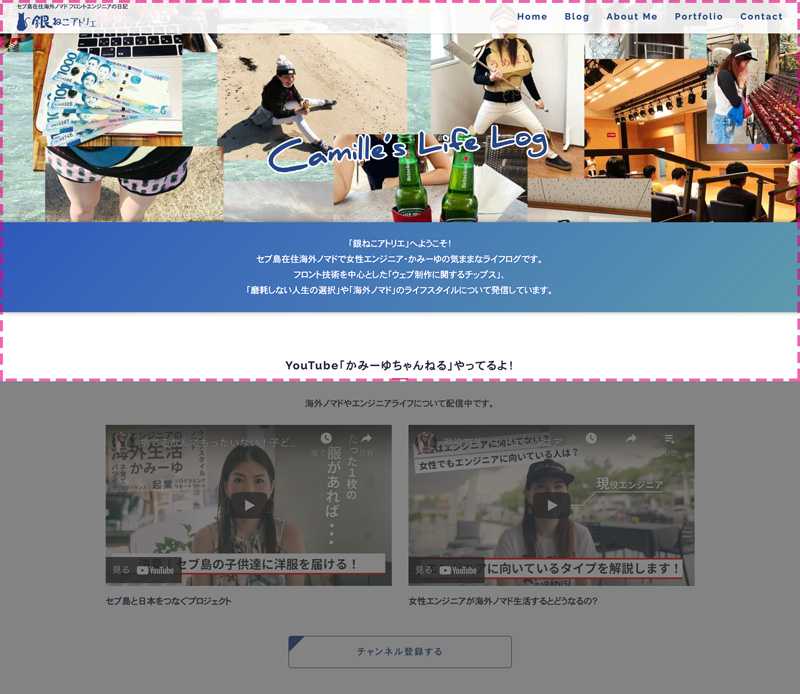 セブ島在住海外ノマド フロントエンジニアの日記
銀ねこアトリエ
Home Blog About Me Portfolio Contact
Camille's Life Log
「銀ねこアトリエ」へようこそ！
セブ島在住海外ノマドで女性エンジニア・かみーゆの気ままなライフログです。
フロント技術を中心とした「ウェブ制作に関するチップス」、
「磨耗しない人生の選択」や「海外ノマド」のライフスタイルについて発信しています。
YouTube「かみーゆちゃんねる」やってるよ！
海外ノマドやエンジニアライフについて配信中です。
海外生活
かみーゆ
起業
たった１枚の
服があれば・・・
セブ島の子供達に洋服を届ける！
見る YouTube
女性でもエンジニアに向いている人は？
現役エンジニア
アに向いているタイプを解説します！
見る YouTube
セブ島と日本をつなぐプロジェクト
女性エンジニアが海外ノマド生活するとどうなるの？
チャンネル登録する